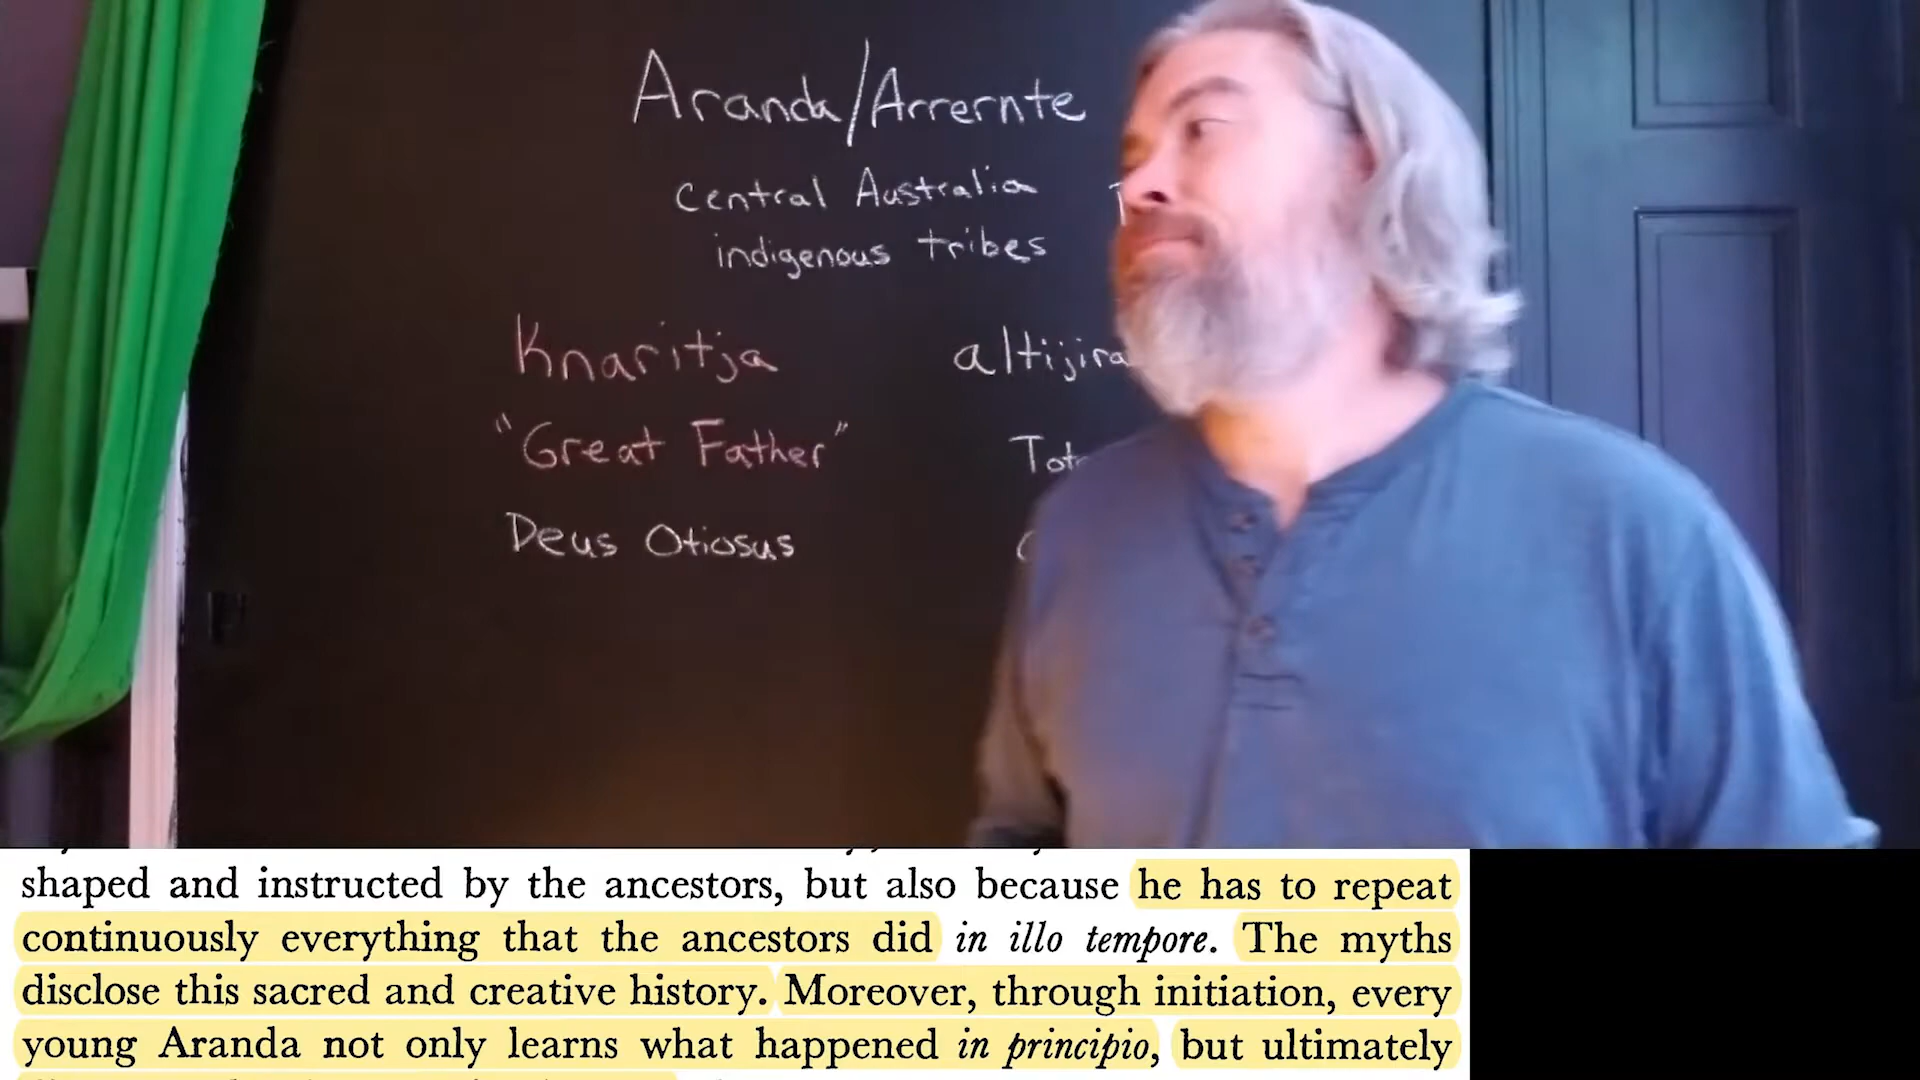 Aranda/Arrernte
Central Australia
indigenous tribes
Knaritja altijira
"Great Father"
Deus Otiosus
shaped and instructed by the ancestors, but also because he has to repeat
continuously everything that the ancestors did in illo tempore. The myths
disclose this sacred and creative history. Moreover, through initiation, every
young Aranda not only learns what happened in principio, but ultimately